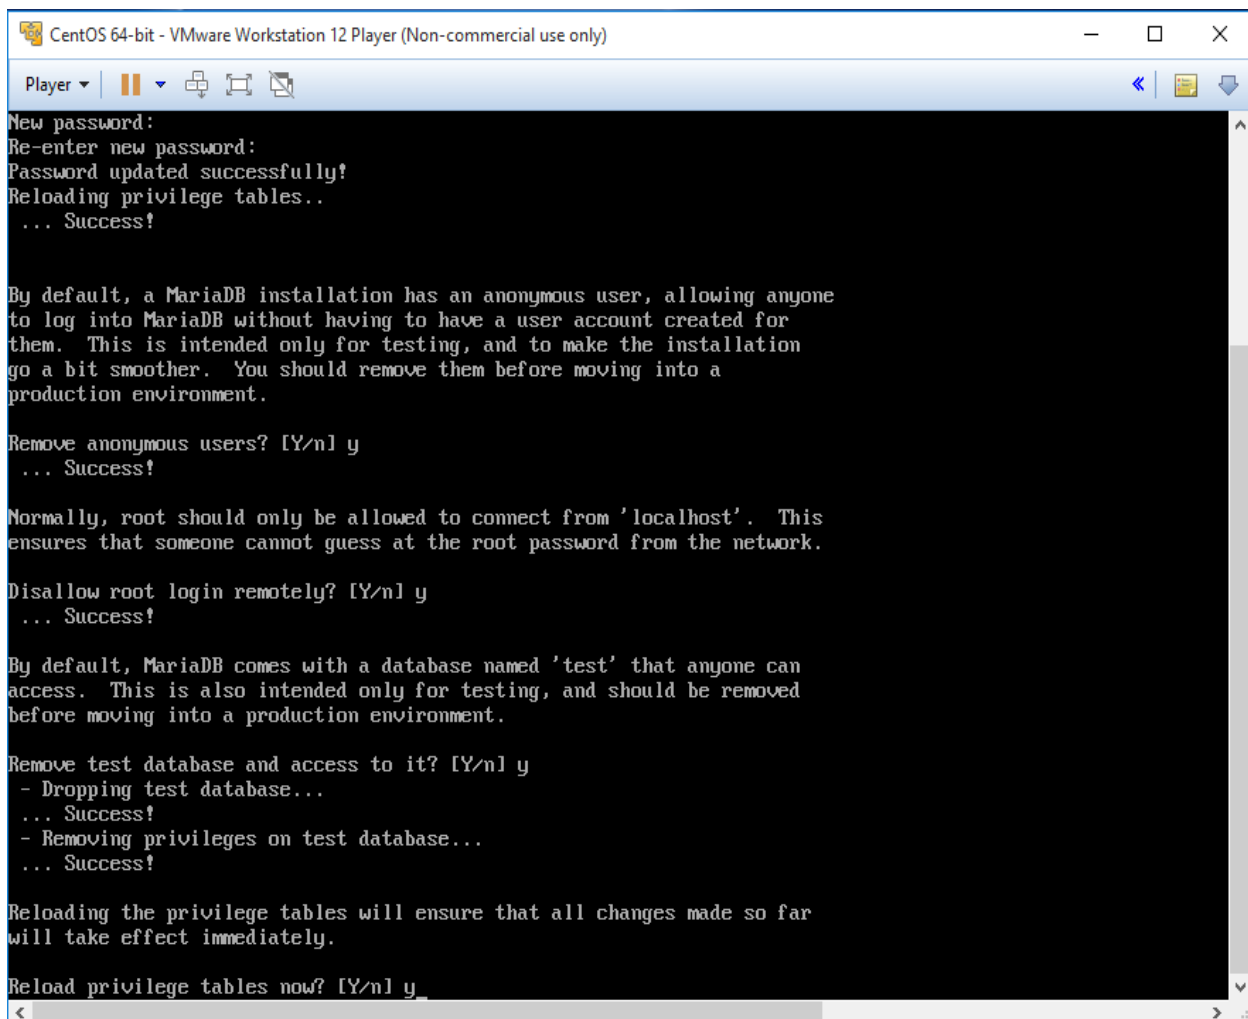 CentOS 64-bit - VMware Workstation 12 Player (Non-commercial use only)
Player
New password:
Re-enter new password:
Password updated successfully!
Reloading privilege tables..
 ... Success!
By default, a MariaDB installation has an anonymous user, allowing anyone
to log into MariaDB without having to have a user account created for
them.  This is intended only for testing, and to make the installation
go a bit smoother.  You should remove them before moving into a
production environment.
Remove anonymous users? [Y/n] y
 ... Success!
Normally, root should only be allowed to connect from 'localhost'.  This
ensures that someone cannot guess at the root password from the network.
Disallow root login remotely? [Y/n] y
 ... Success!
By default, MariaDB comes with a database named 'test' that anyone can
access.  This is also intended only for testing, and should be removed
before moving into a production environment.
Remove test database and access to it? [Y/n] y
 - Dropping test database...
 ... Success!
 - Removing privileges on test database...
 ... Success!
Reloading the privilege tables will ensure that all changes made so far
will take effect immediately.
Reload privilege tables now? [Y/n] y_